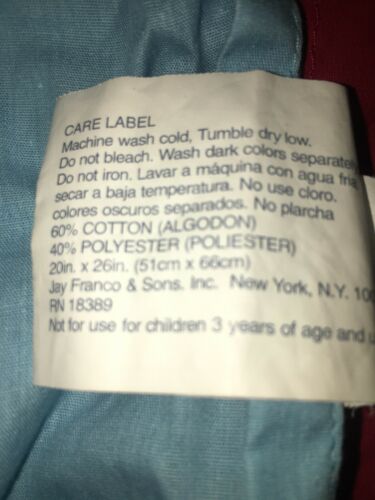 CARE LABEL
Machine wash cold, Tumble dry low.
Do not bleach. Wash dark colors separately
Do not iron. Lavar a máquina con agua fria
secar a baja temperatura. No use cloro.
colores oscuros separados. No plancha
60% COTTON (ALGODON)
40% POLYESTER (POLIESTER)
20in. x 26in. (51cm x 66cm)
Jay Franco & Sons. Inc. New York, N.Y. 100
RN 18389
Not for use for children 3 years of age and